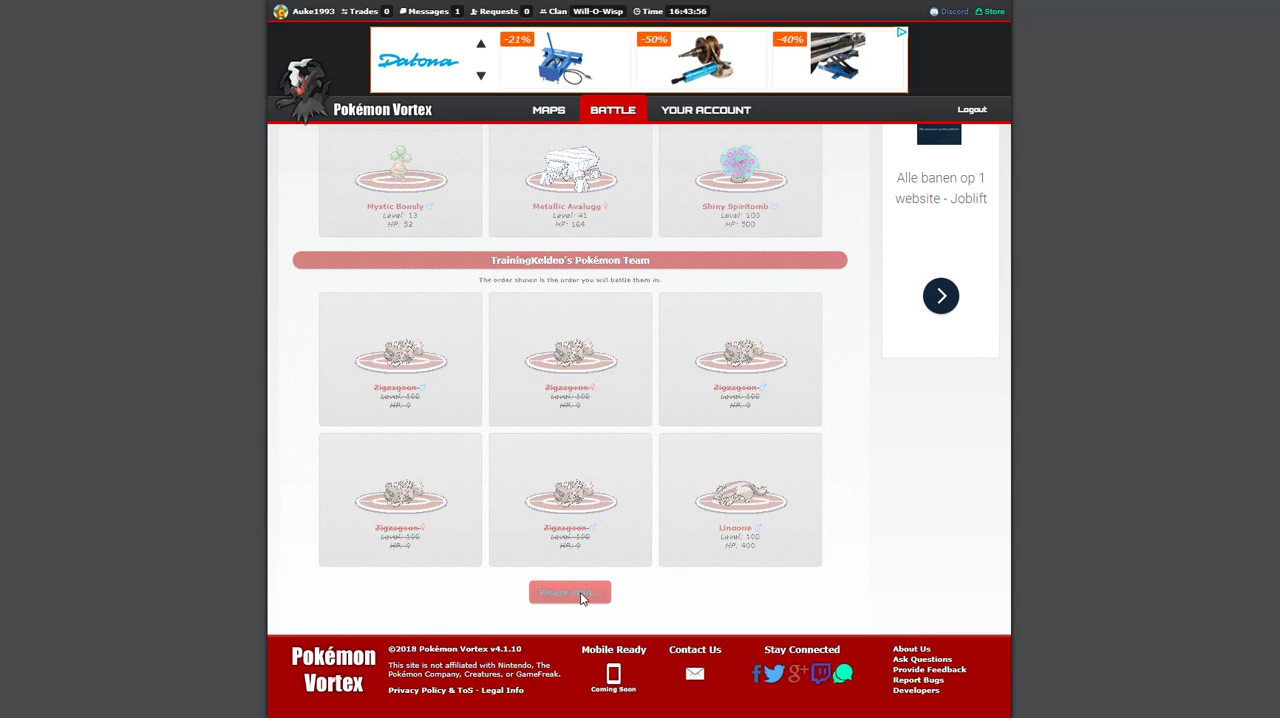 Auke1993 Trades 0 Messages 1 Requests 0 Clan Will-O-Wisp Time 16:43:56 Discord Store
Datona -21% -50% -40%
Pokémon Vortex MAPS BATTLE YOUR ACCOUNT Logout
Mystic Bonsly ♂ Metallic Avalugg ♀ Shiny Spiritomb ♂
Level: 13 Level: 41 Level: 100
HP: 52 HP: 164 HP: 500
Alle banen op 1
website - Joblift
TrainingKeldeo's Pokémon Team
The order shown is the order you will battle them in.
Zigzagoon ♂ Zigzagoon ♀ Zigzagoon ♂
Level: 100 Level: 100 Level: 100
HP: 0 HP: 0 HP: 0
Zigzagoon ♀ Zigzagoon ♂ Linoone ♂
Level: 100 Level: 100 Level: 100
HP: 0 HP: 0 HP: 400
Please Wait...
Pokémon
Vortex
©2018 Pokémon Vortex v4.1.10
This site is not affiliated with Nintendo, The
Pokémon Company, Creatures, or GameFreak.
Privacy Policy & ToS - Legal Info
Mobile Ready
Coming Soon
Contact Us
Stay Connected
About Us
Ask Questions
Provide Feedback
Report Bugs
Developers